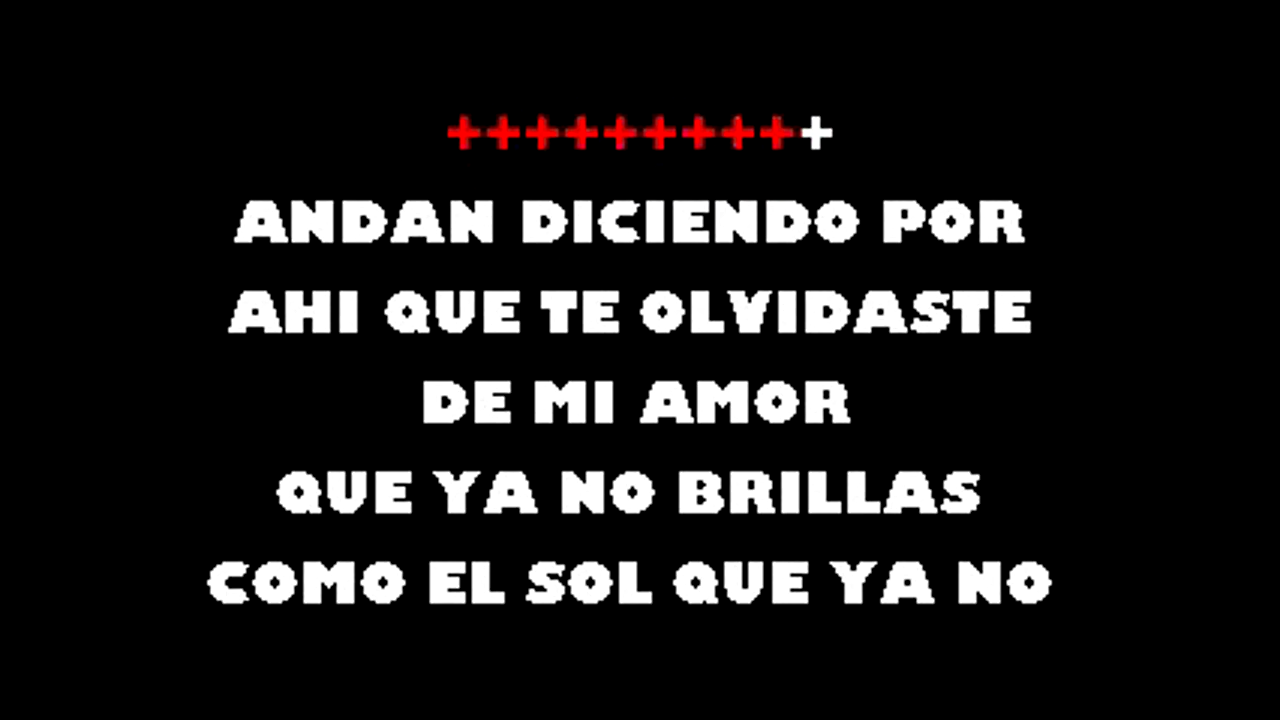 ++++++++++
ANDAN DICIENDO POR
AHI QUE TE OLVIDASTE
DE MI AMOR
QUE YA NO BRILLAS
COMO EL SOL QUE YA NO